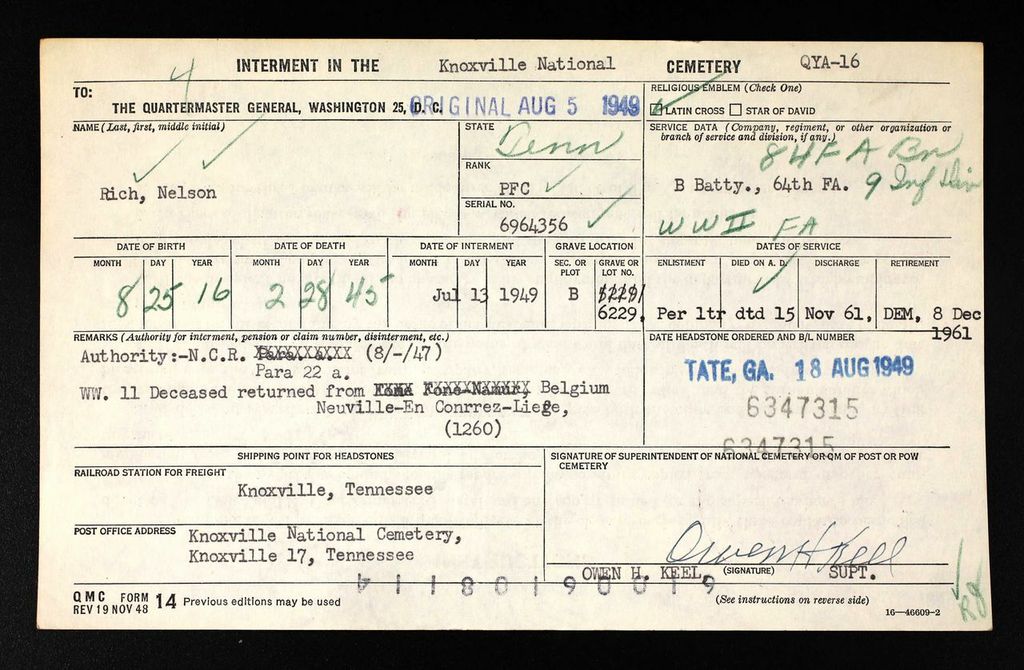 4
INTERMENT IN THE Knoxville National CEMETERY QYA-16
TO:
THE QUARTERMASTER GENERAL, WASHINGTON 25, D. C.
ORIGINAL AUG 5 1949
RELIGIOUS EMBLEM (Check One)
LATIN CROSS STAR OF DAVID
NAME (Last, first, middle initial)
Rich, Nelson
STATE
Tenn
RANK
PFC
SERIAL NO.
6964356
SERVICE DATA (Company, regiment, or other organization or branch of service and division, if any.)
84 F A Bn
B Batty., 64th FA. 9 Inf Div
WW II FA
DATE OF BIRTH DATE OF DEATH DATE OF INTERMENT GRAVE LOCATION DATES OF SERVICE
MONTH DAY YEAR MONTH DAY YEAR MONTH DAY YEAR SEC. OR PLOT GRAVE OR LOT NO. ENLISTMENT DIED ON A. D. DISCHARGE RETIREMENT
8 25 16 2 28 45 Jul 13 1949 B 6229. Per ltr dtd 15 Nov 61, DEM, 8 Dec
1961
REMARKS (Authority for interment, pension or claim number, disinterment, etc.)
Authority:-N.C.R. (8/-/47)
Para 22 a.
WW. 11 Deceased returned from Belgium
Neuville-En Conrrez-Liege,
(1260)
DATE HEADSTONE ORDERED AND B/L NUMBER
TATE, GA. 18 AUG 1949
6347315
6347315
SHIPPING POINT FOR HEADSTONES
RAILROAD STATION FOR FREIGHT
Knoxville, Tennessee
POST OFFICE ADDRESS Knoxville National Cemetery,
Knoxville 17, Tennessee
SIGNATURE OF SUPERINTENDENT OF NATIONAL CEMETERY OR QM OF POST OR POW CEMETERY
Owen H Keel
OWEN H. KEEL, (SIGNATURE) SUPT.
QMC FORM
REV 19 NOV 48 14 Previous editions may be used
(See instructions on reverse side)
16—46609-2